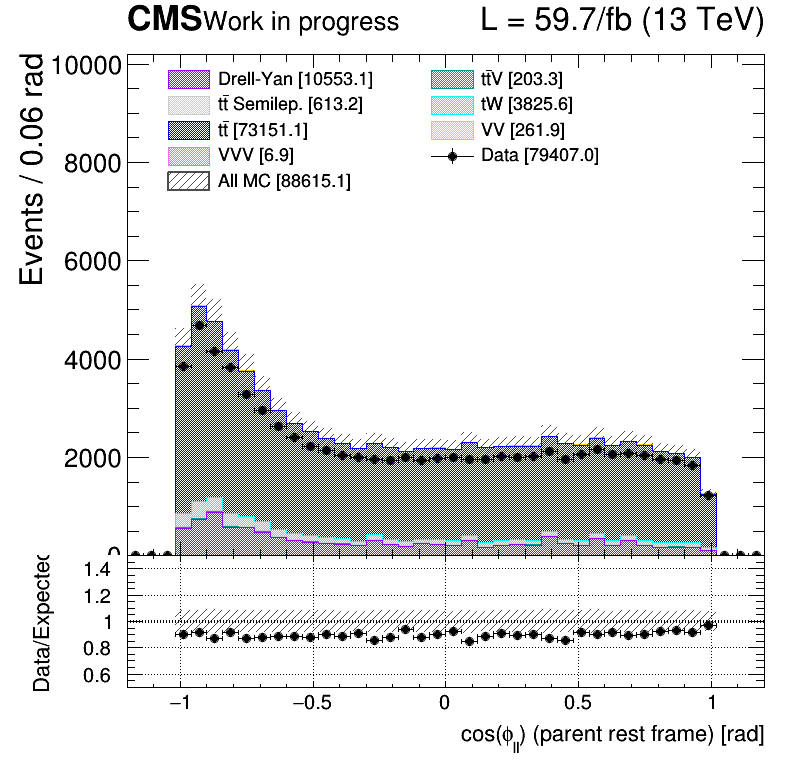 CMS Work in progress L = 59.7/fb (13 TeV)
Events / 0.06 rad
10000
8000
6000
4000
2000
0
Drell-Yan [10553.1]
tt̄ Semilep. [613.2]
tt̄ [73151.1]
VVV [6.9]
All MC [88615.1]
tt̄V [203.3]
tW [3825.6]
VV [261.9]
Data [79407.0]
Data/Expected
1.4
1.2
1
0.8
0.6
−1 −0.5 0 0.5 1
cos(ϕ_ll) (parent rest frame) [rad]